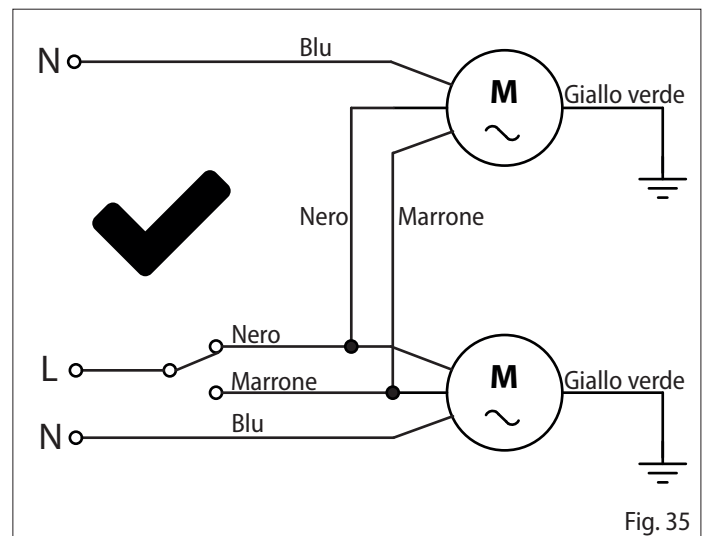 N
Blu
M
Giallo verde
Nero
Marrone
L
Nero
Marrone
M
Giallo verde
N
Blu
Fig. 35